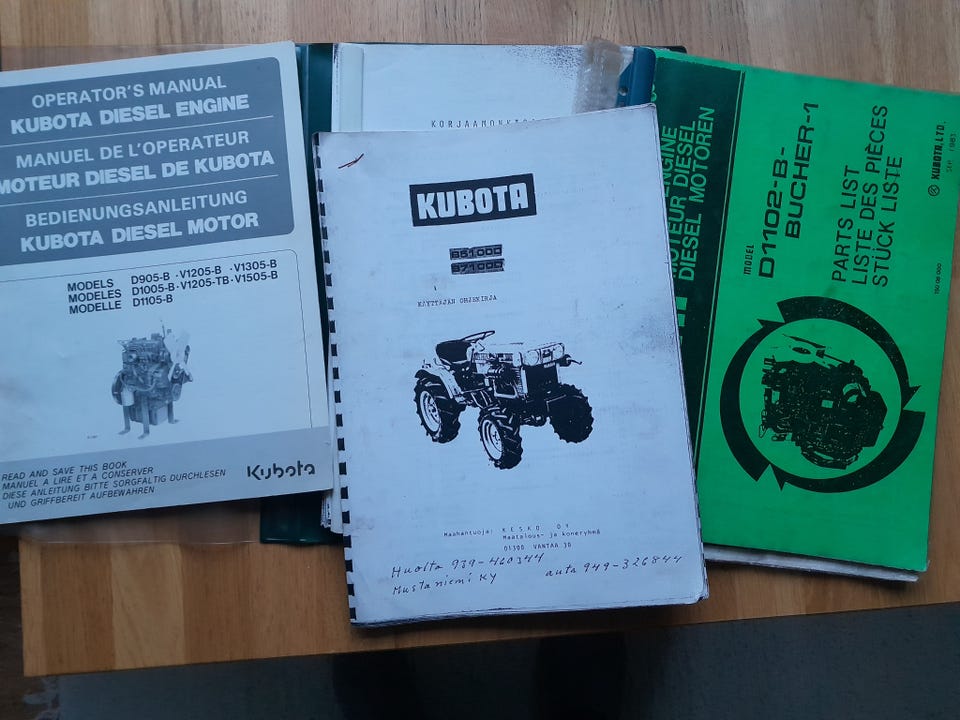 OPERATOR'S MANUAL
KUBOTA DIESEL ENGINE
MANUEL DE L'OPERATEUR
MOTEUR DIESEL DE KUBOTA
BEDIENUNGSANLEITUNG
KUBOTA DIESEL MOTOR
MODELS D905-B · V1205-B · V1305-B
MODELES D1005-B · V1205-TB · V1505-B
MODELLE D1105-B
READ AND SAVE THIS BOOK
MANUEL A LIRE ET A CONSERVER
DIESE ANLEITUNG BITTE SORGFALTIG DURCHLESEN
UND GRIFFBEREIT AUFBEWAHREN
Kubota
KUBOTA
B5100D
B7100D
KÄYTTÄJÄN OHJEKIRJA
Maahantuoja: KESKO OY
Maatalous- ja koneryhmä
01300 VANTAA 30
Huolto 939-460344
Mustaniemi KY
auto 949-326844
ENGINE
MOTEUR DIESEL
DIESEL MOTOREN
MODEL
D1102-B-
BUCHER-1
PARTS LIST
LISTE DES PIÈCES
STÜCK LISTE
KUBOTA, LTD.